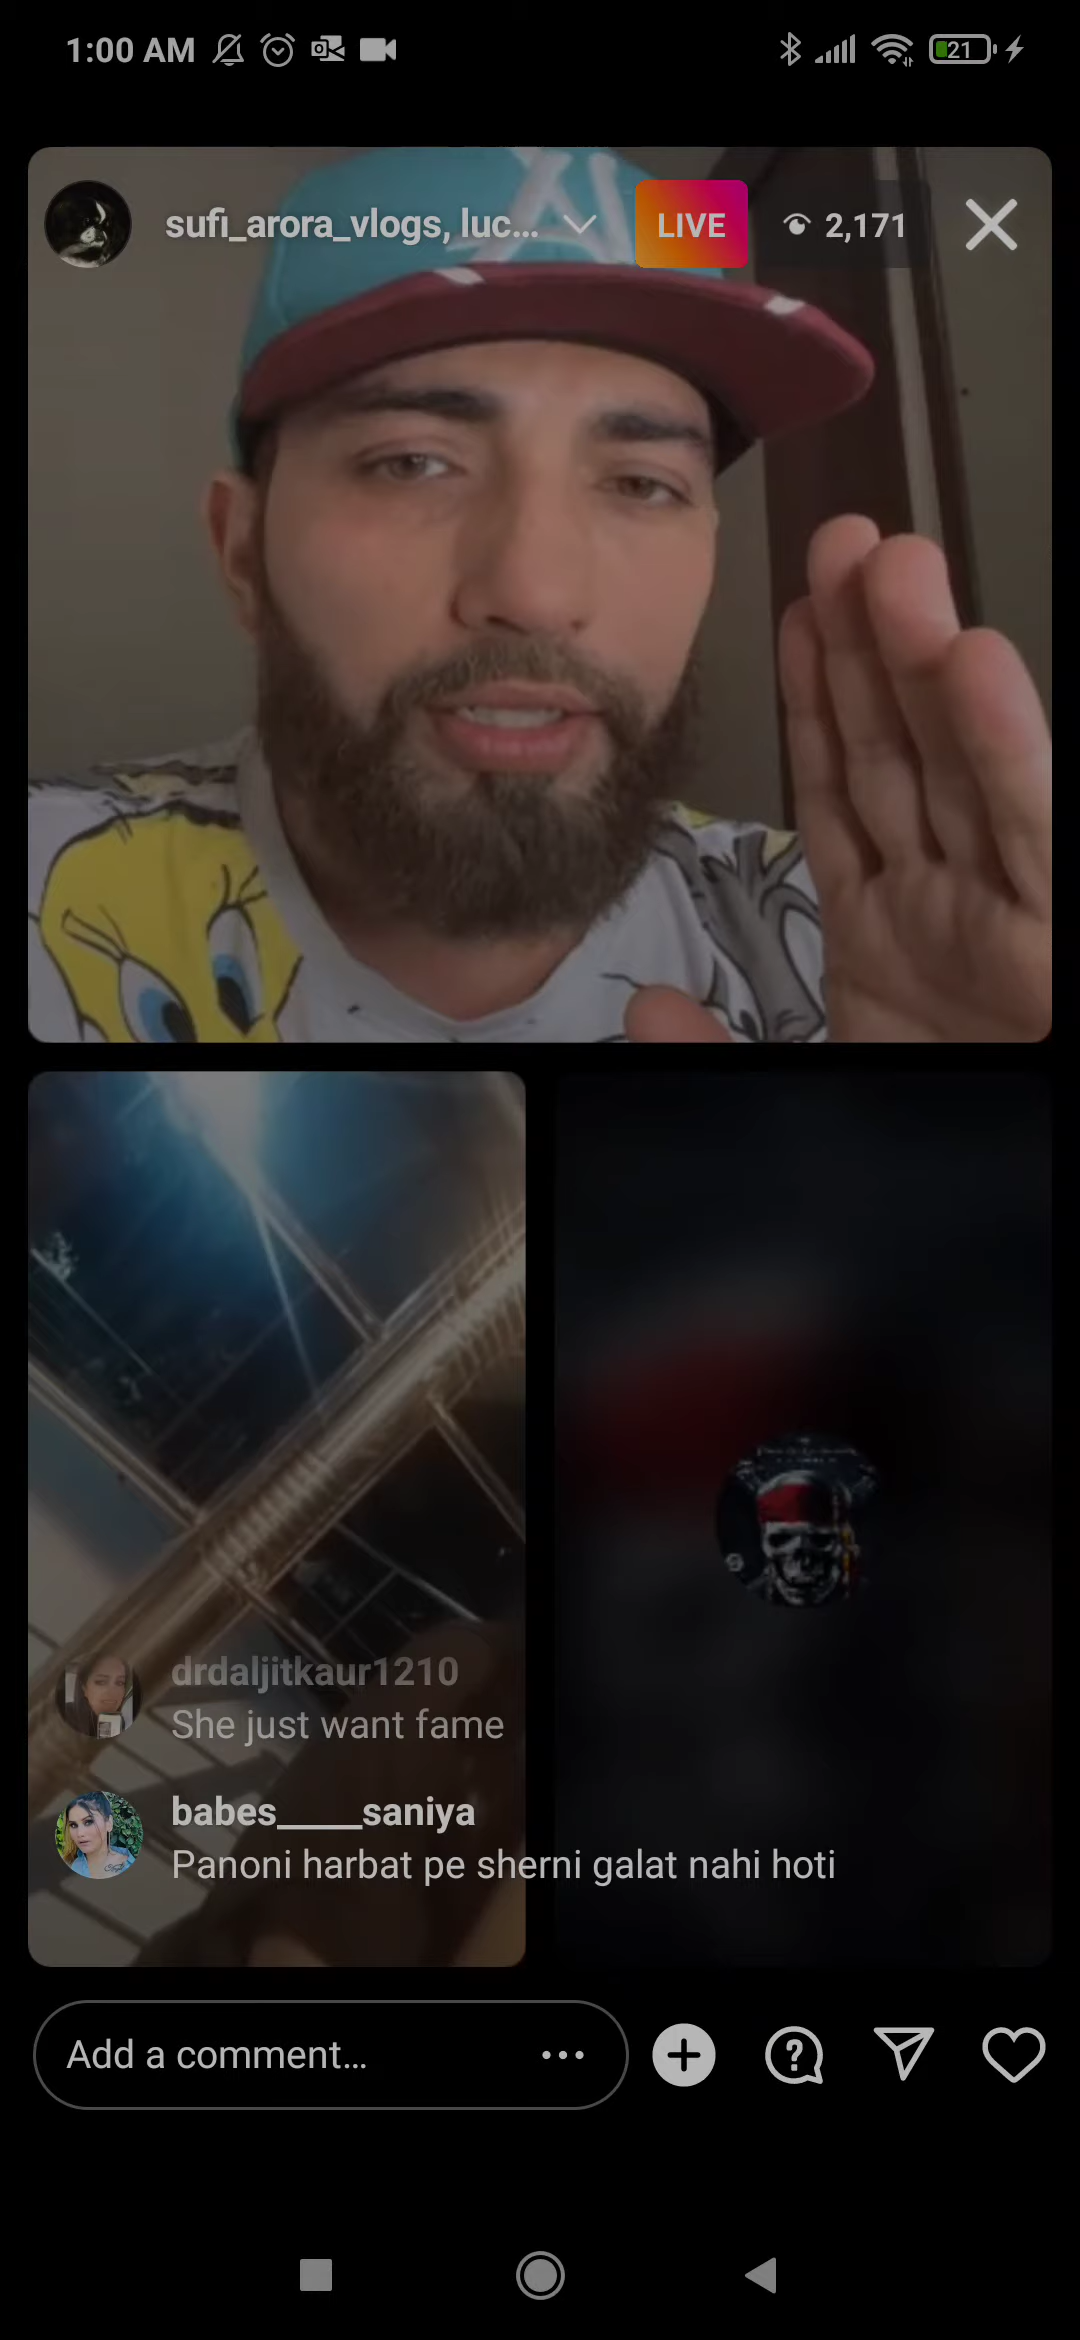 1:00 AM
21
sufi_arora_vlogs, luc...
LIVE
2,171
drdaljitkaur1210
She just want fame
babes_____saniya
Panoni harbat pe sherni galat nahi hoti
Add a comment...